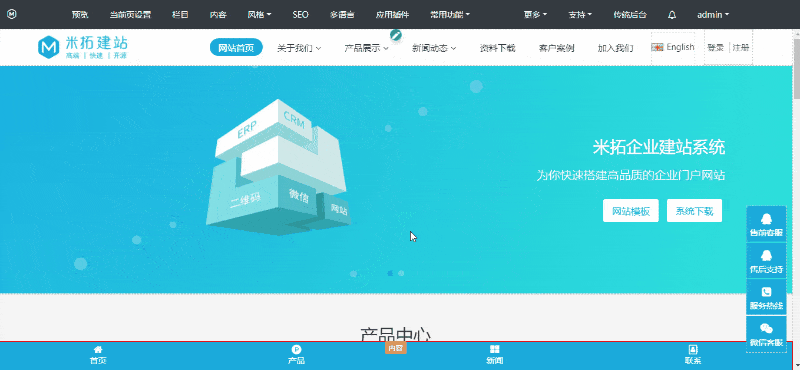 预览 当前页设置 栏目 内容 风格 SEO 多语言 应用插件 常用功能 更多 支持 传统后台 admin
米拓建站
高端 | 快速 | 开源
网站首页 关于我们 产品展示 新闻动态 资料下载 客户案例 加入我们 English 登录 注册
ERP CRM
二维码 微信 网站
米拓企业建站系统
为你快速搭建高品质的企业门户网站
网站模板 系统下载
售前客服
售后支持
服务热线
微信客服
产品中心
内容
首页 产品 新闻 联系